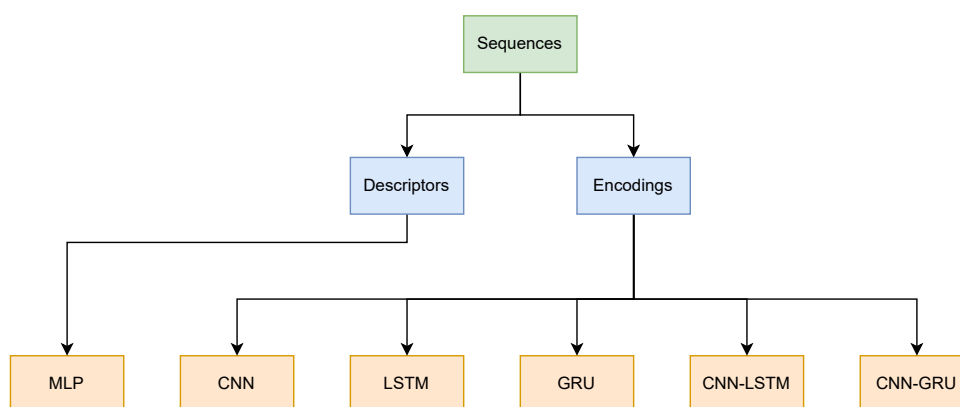 Sequences
Descriptors
Encodings
MLP
CNN
LSTM
GRU
CNN-LSTM
CNN-GRU